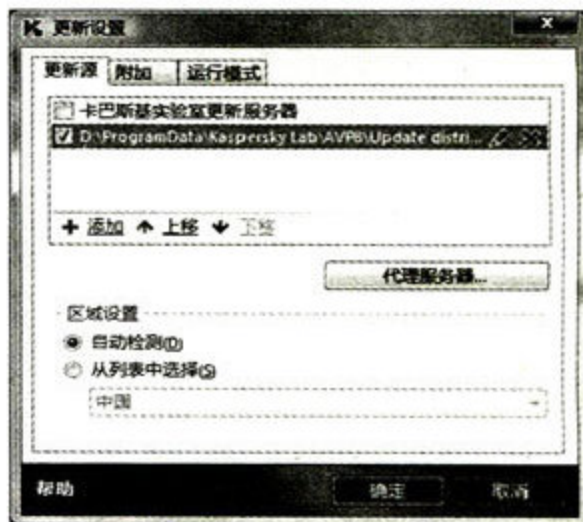 K 更新设置
更新源 附加 运行模式
卡巴斯基实验室更新服务器
D:\ProgramData\Kaspersky Lab\AVP8\Update distri...
添加 上移 下移
代理服务器...
区域设置
自动检测(D)
从列表中选择(S)
中国
帮助 确定 取消